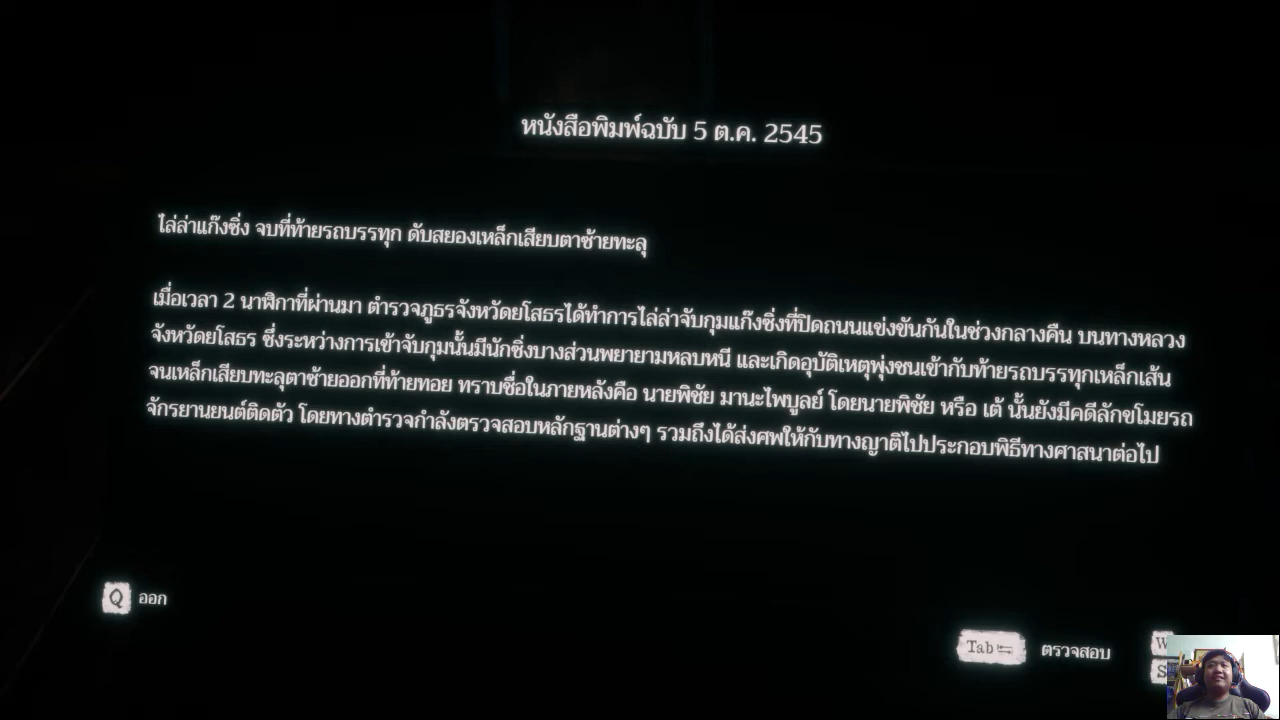 หนังสือพิมพ์ฉบับ 5 ต.ค. 2545
ไล่ล่าแก๊งซิ่ง จบที่ท้ายรถบรรทุก ดับสยองเหล็กเสียบตาซ้ายทะลุ
เมื่อเวลา 2 นาฬิกาที่ผ่านมา ตำรวจภูธรจังหวัดยโสธรได้ทำการไล่ล่าจับกุมแก๊งซิ่งที่ปิดถนนแข่งขันกันในช่วงกลางคืน บนทางหลวง
จังหวัดยโสธร ซึ่งระหว่างการเข้าจับกุมนั้นมีนักซิ่งบางส่วนพยายามหลบหนี และเกิดอุบัติเหตุพุ่งชนเข้ากับท้ายรถบรรทุกเหล็กเส้น
จนเหล็กเสียบทะลุตาซ้ายออกที่ท้ายทอย ทราบชื่อในภายหลังคือ นายพิชัย มานะไพบูลย์ โดยนายพิชัย หรือ เต้ นั้นยังมีคดีลักขโมยรถ
จักรยานยนต์ติดตัว โดยทางตำรวจกำลังตรวจสอบหลักฐานต่างๆ รวมถึงได้ส่งศพให้กับทางญาติไปประกอบพิธีทางศาสนาต่อไป
Q ออก
Tab ตรวจสอบ
W
S